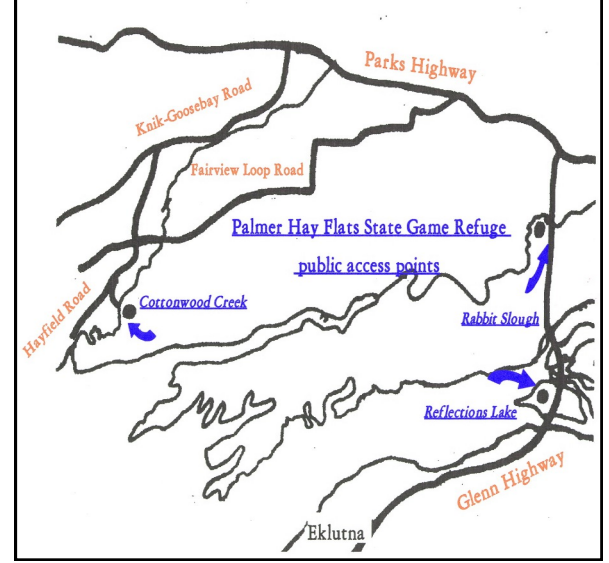 Parks Highway
Knik-Goosebay Road
Fairview Loop Road
Palmer Hay Flats State Game Refuge
public access points
Hayfield Road
Cottonwood Creek
Rabbit Slough
Reflections Lake
Glenn Highway
Eklutna